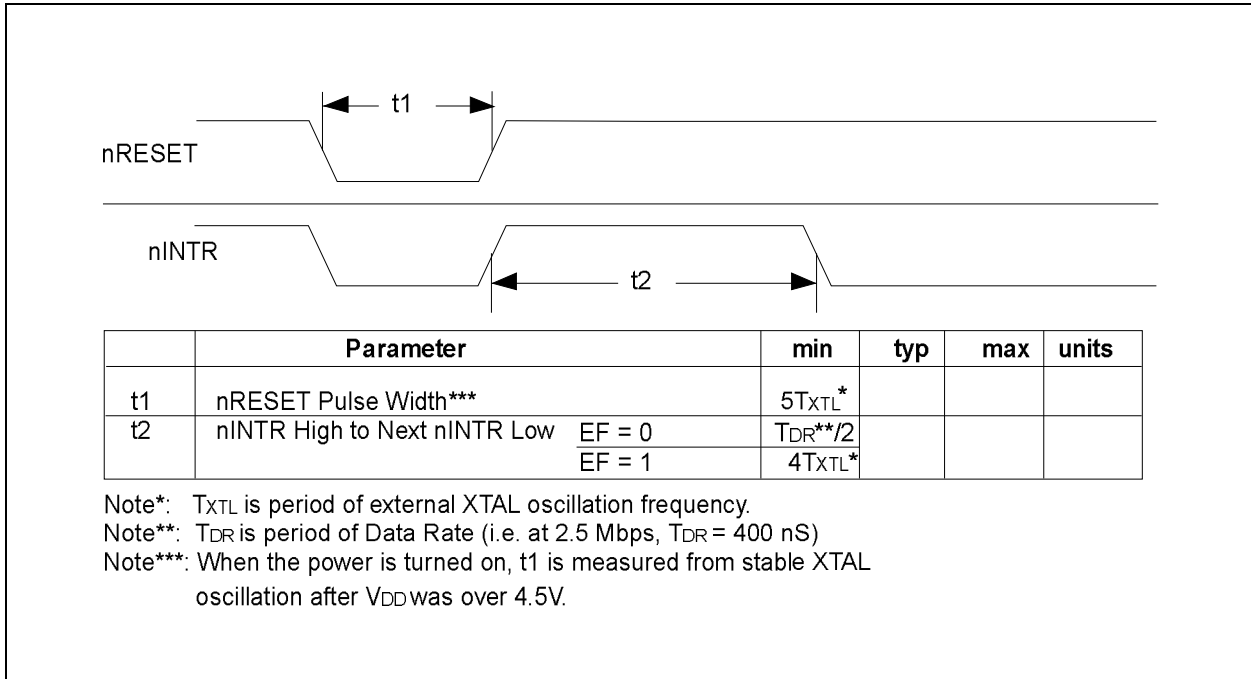 t1
nRESET
nINTR
t2
Parameter min typ max units
t1 nRESET Pulse Width*** 5TXTL*
t2 nINTR High to Next nINTR Low EF = 0 TDR**/2
EF = 1 4TXTL*
Note*: TXTL is period of external XTAL oscillation frequency.
Note**: TDR is period of Data Rate (i.e. at 2.5 Mbps, TDR = 400 nS)
Note***: When the power is turned on, t1 is measured from stable XTAL
oscillation after VDD was over 4.5V.